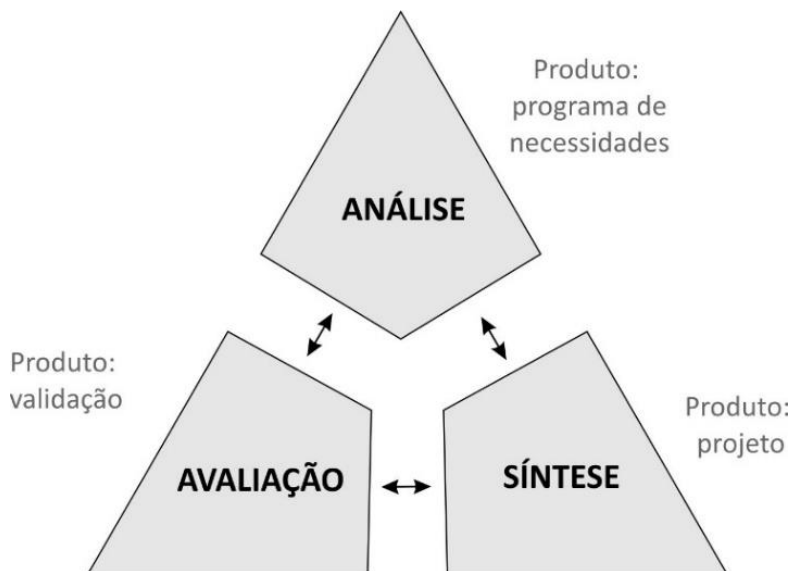 Produto:
programa de
necessidades
ANÁLISE
Produto:
validação
Produto:
projeto
AVALIAÇÃO
SÍNTESE